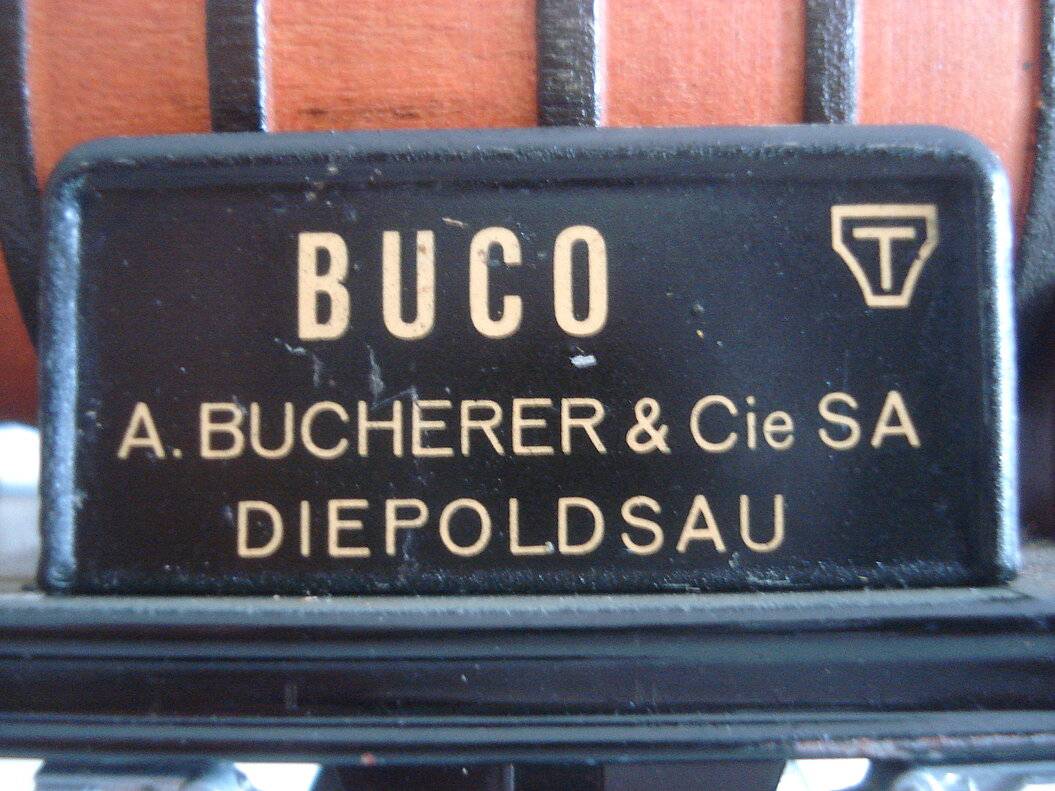 BUCO
T
A. BUCHERER & Cie SA
DIEPOLDSAU